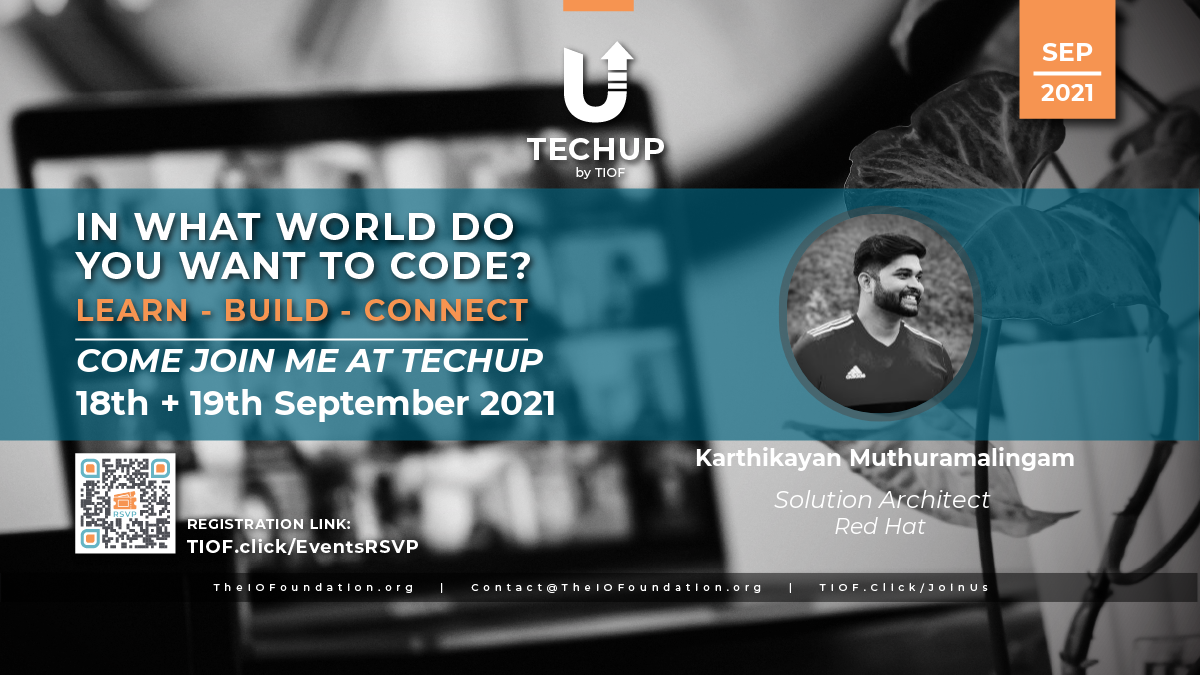 SEP
2021
TECHUP
by TIOF
IN WHAT WORLD DO
YOU WANT TO CODE?
LEARN - BUILD - CONNECT
COME JOIN ME AT TECHUP
18th + 19th September 2021
Karthikayan Muthuramalingam
Solution Architect
Red Hat
RSVP
REGISTRATION LINK:
TIOF.click/EventsRSVP
TheIOFoundation.org | Contact@TheIOFoundation.org | TIOF.Click/JoinUs